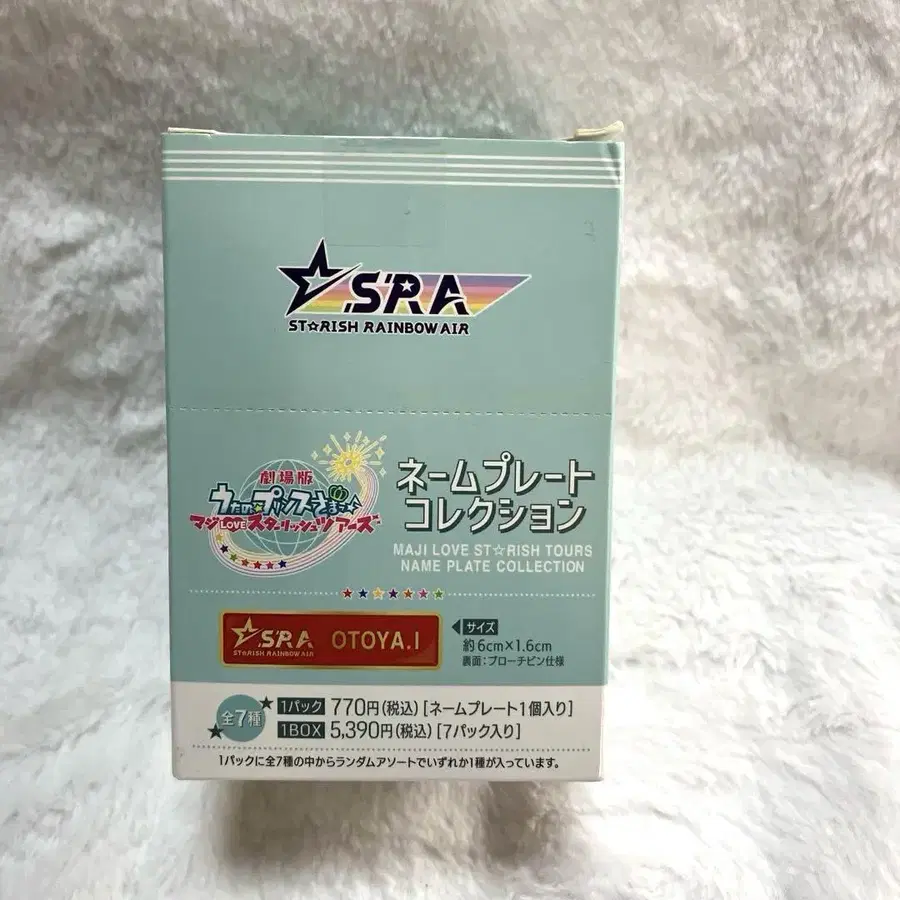 SRA
ST☆RISH RAINBOW AIR
劇場版
うたの☆プリンスさまっ♪
マジLOVEスターリッシュツアーズ
ネームプレート
コレクション
MAJI LOVE ST☆RISH TOURS
NAME PLATE COLLECTION
SRA
ST☆RISH RAINBOW AIR
OTOYA.I
サイズ
約6cm×1.6cm
裏面:ブローチピン仕様
全7種
1パック 770円(税込)[ネームプレート1個入り]
1BOX 5,390円(税込)[7パック入り]
1パックに全7種の中からランダムアソートでいずれか1種が入っています。